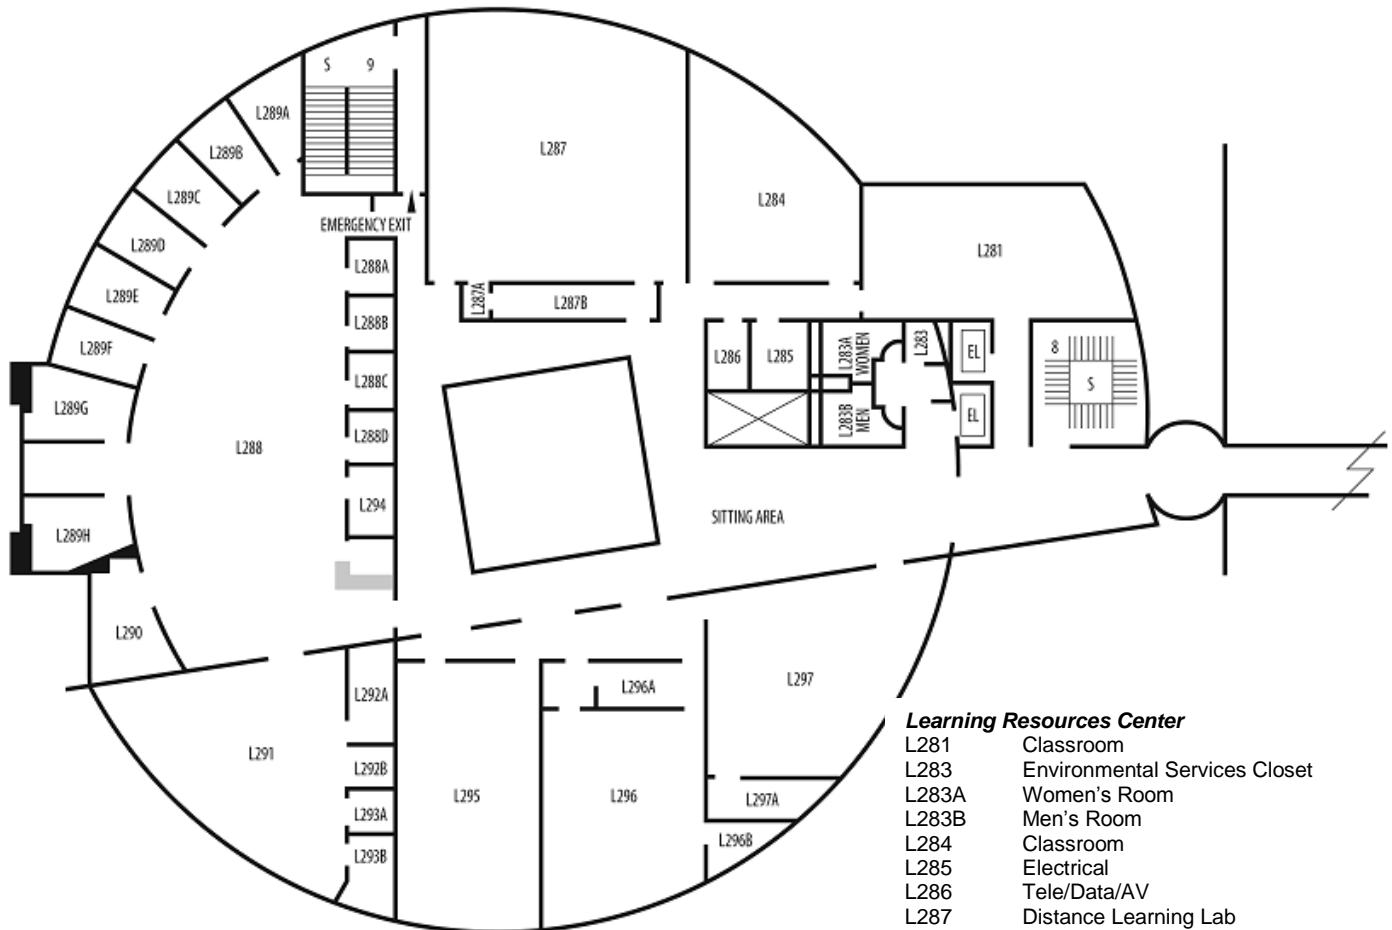 S 9
L289A
L289B
L287
L289C
L284
EMERGENCY EXIT
L289D
L281
L288A
L289E
L287A
L287B
L288B
L289F
L286
L285
L283A
WOMEN
L283
EL
8
S
L288C
L289G
L283B
MEN
EL
L288D
L288
L294
SITTING AREA
L289H
L290
L292A
L296A
L297
L291
L292B
L295
L296
L297A
L293A
L296B
L293B
Learning Resources Center
L281 Classroom
L283 Environmental Services Closet
L283A Women's Room
L283B Men's Room
L284 Classroom
L285 Electrical
L286 Tele/Data/AV
L287 Distance Learning Lab